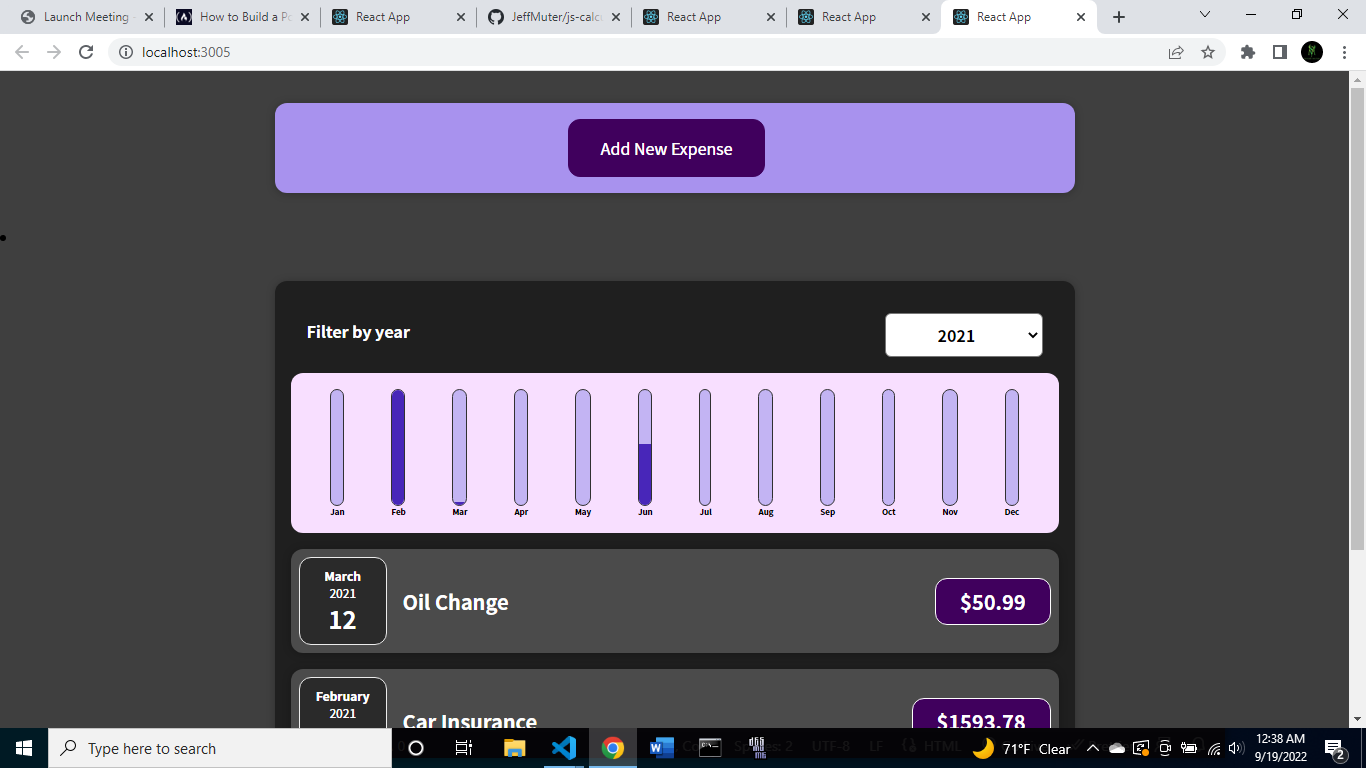 Launch Meeting
How to Build a Po
React App
JeffMuter/js-calc
React App
React App
React App
localhost:3005
Add New Expense
Filter by year
2021
Jan Feb Mar Apr May Jun Jul Aug Sep Oct Nov Dec
March
2021
12
Oil Change
$50.99
February
2021
Car Insurance
$1593.78
Type here to search
71°F Clear
12:38 AM
9/19/2022
2